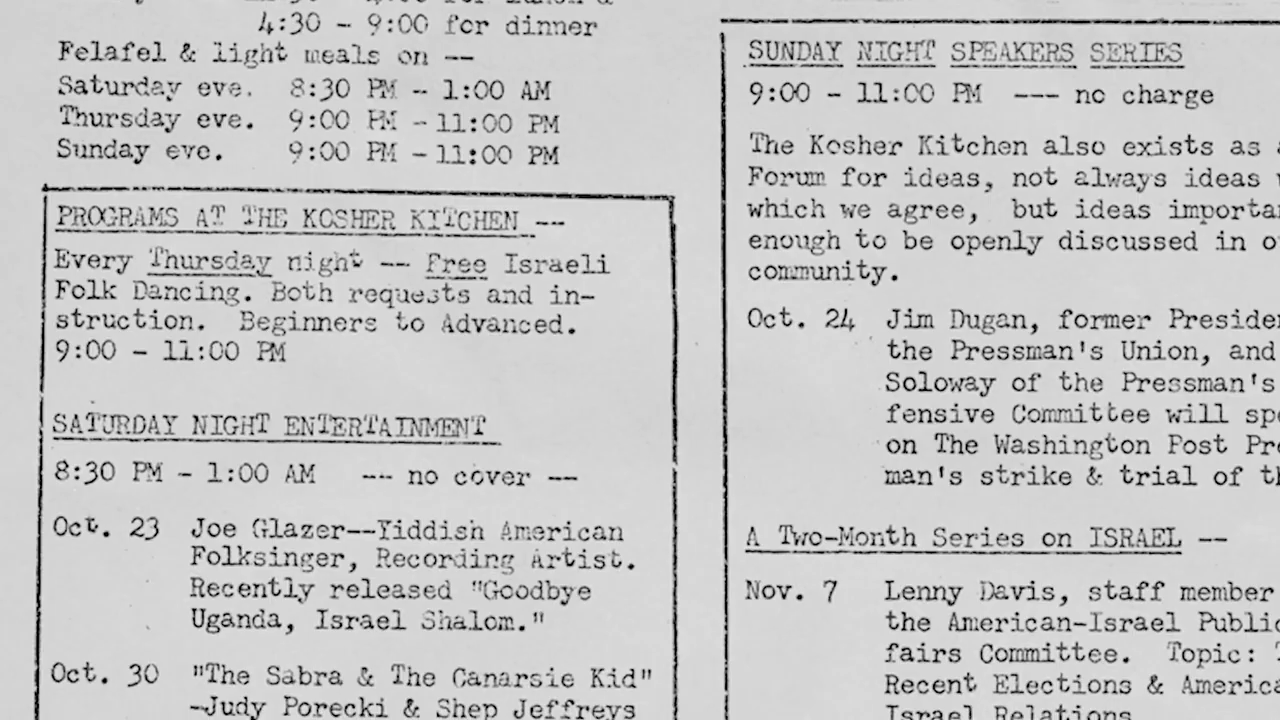 4:30 - 9:00 for dinner
Felafel & light meals on --
Saturday eve. 8:30 PM - 1:00 AM
Thursday eve. 9:00 PM - 11:00 PM
Sunday eve. 9:00 PM - 11:00 PM
PROGRAMS AT THE KOSHER KITCHEN --
Every Thursday night -- Free Israeli
Folk Dancing. Both requests and in-
struction. Beginners to Advanced.
9:00 - 11:00 PM
SATURDAY NIGHT ENTERTAINMENT
8:30 PM - 1:00 AM -- no cover --
Oct. 23 Joe Glazer--Yiddish American
Folksinger, Recording Artist.
Recently released "Goodbye
Uganda, Israel Shalom."
Oct. 30 "The Sabra & The Canarsie Kid"
-Judy Porecki & Shep Jeffreys
SUNDAY NIGHT SPEAKERS SERIES
9:00 - 11:00 PM --- no charge
The Kosher Kitchen also exists as
Forum for ideas, not always ideas
which we agree, but ideas
enough to be openly discussed in
community.
Oct. 24 Jim Dugan, former
the Pressman's Union, and
Soloway of the Pressman's
fensive Committee will
on The Washington Post
man's strike & trial of
A Two-Month Series on ISRAEL --
Nov. 7 Lenny Davis, staff member
the American-Israel
fairs Committee. Topic:
Recent Elections &
Israel Relations